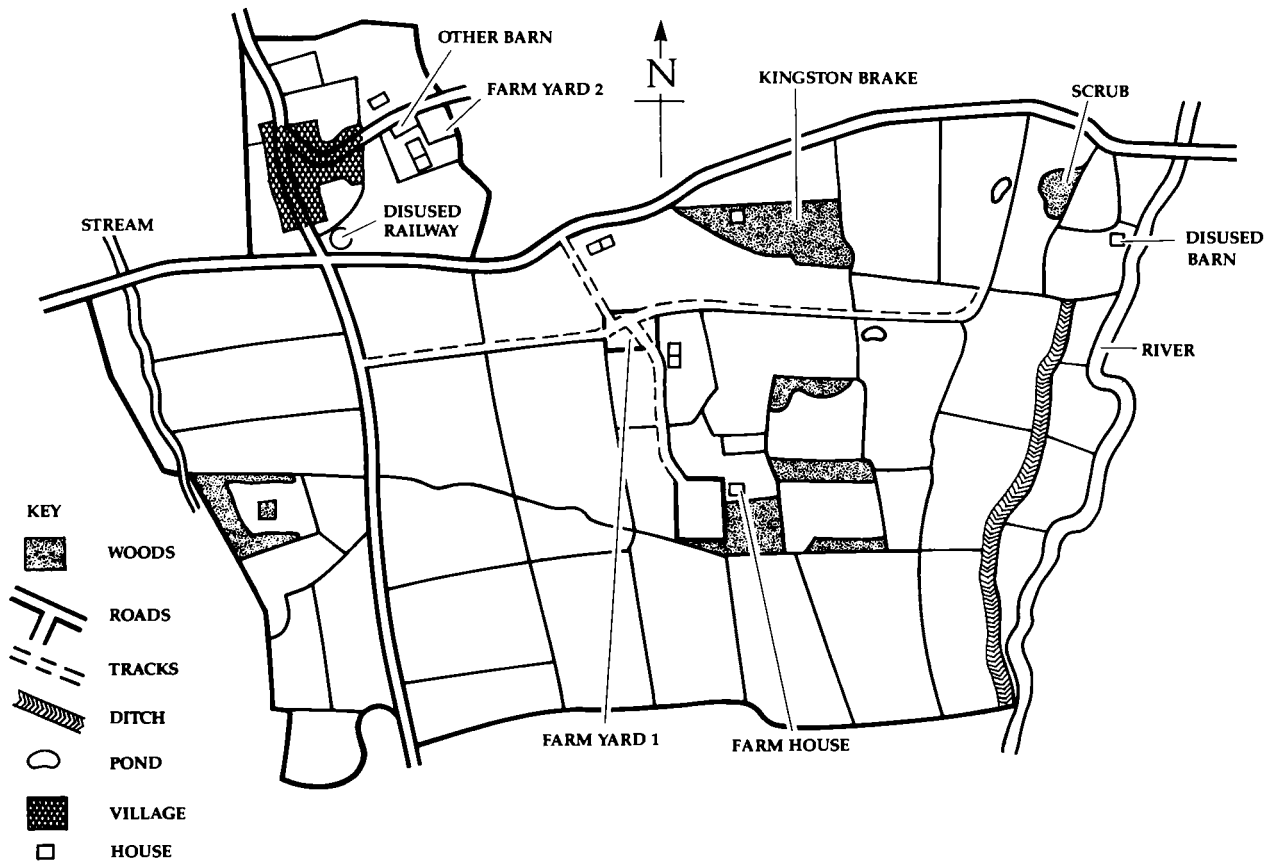 OTHER BARN
FARM YARD 2
N
KINGSTON BRAKE
SCRUB
STREAM
DISUSED
RAILWAY
DISUSED
BARN
RIVER
KEY
WOODS
ROADS
TRACKS
DITCH
POND
VILLAGE
HOUSE
FARM YARD 1
FARM HOUSE